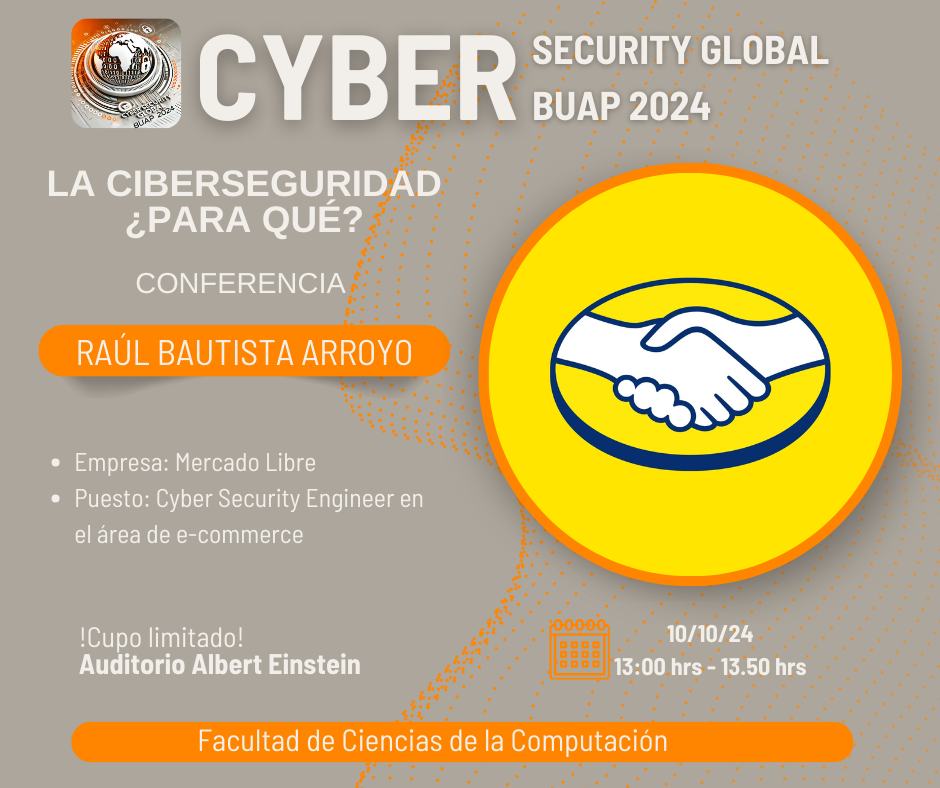 CYBER
SECURITY GLOBAL
BUAP 2024
CYBERSECURITY
GLOBAL
BUAP 2024
LA CIBERSEGURIDAD
¿PARA QUÉ?
CONFERENCIA
RAÚL BAUTISTA ARROYO
Empresa: Mercado Libre
Puesto: Cyber Security Engineer en
el área de e-commerce
!Cupo limitado!
Auditorio Albert Einstein
10/10/24
13:00 hrs - 13.50 hrs
Facultad de Ciencias de la Computación